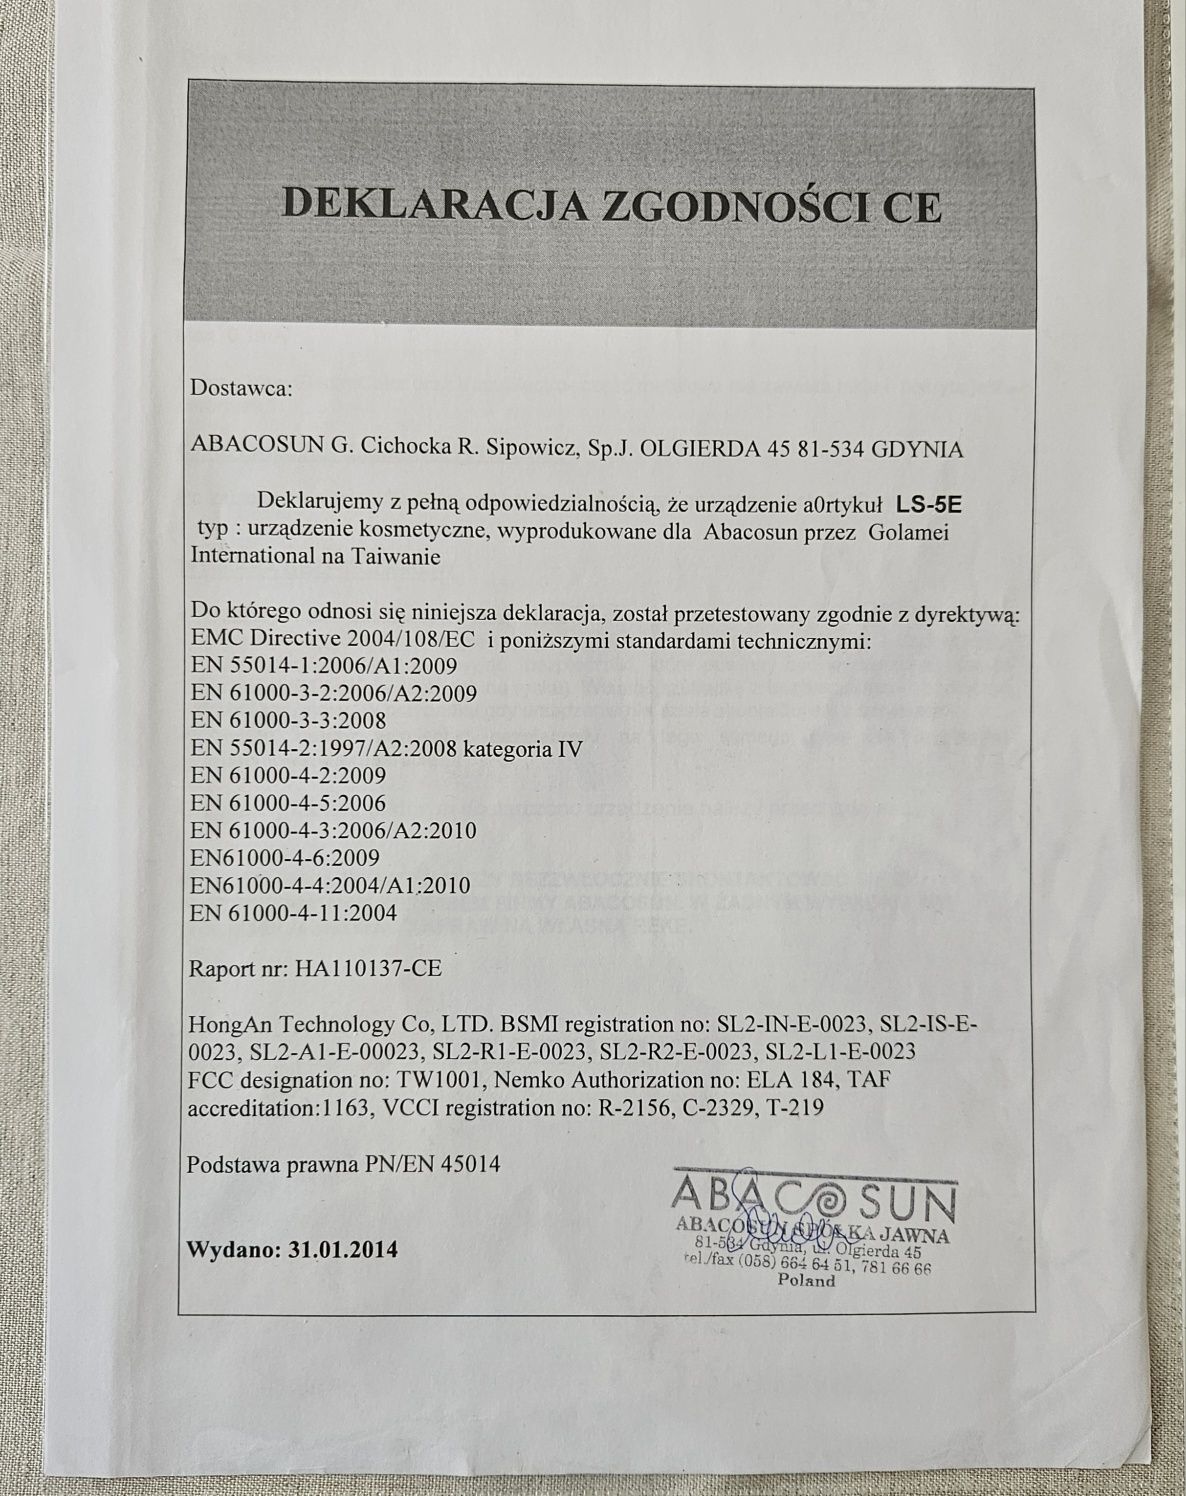 DEKLARACJA ZGODNOŚCI CE
Dostawca:
ABACOSUN G. Cichocka R. Sipowicz, Sp.J. OLGIERDA 45 81-534 GDYNIA
Deklarujemy z pełną odpowiedzialnością, że urządzenie a0rtykuł LS-5E
typ : urządzenie kosmetyczne, wyprodukowane dla Abacosun przez Golamei
International na Taiwanie
Do którego odnosi się niniejsza deklaracja, został przetestowany zgodnie z dyrektywą:
EMC Directive 2004/108/EC i poniższymi standardami technicznymi:
EN 55014-1:2006/A1:2009
EN 61000-3-2:2006/A2:2009
EN 61000-3-3:2008
EN 55014-2:1997/A2:2008 kategoria IV
EN 61000-4-2:2009
EN 61000-4-5:2006
EN 61000-4-3:2006/A2:2010
EN61000-4-6:2009
EN61000-4-4:2004/A1:2010
EN 61000-4-11:2004
Raport nr: HA110137-CE
HongAn Technology Co, LTD. BSMI registration no: SL2-IN-E-0023, SL2-IS-E-
0023, SL2-A1-E-00023, SL2-R1-E-0023, SL2-R2-E-0023, SL2-L1-E-0023
FCC designation no: TW1001, Nemko Authorization no: ELA 184, TAF
accreditation:1163, VCCI registration no: R-2156, C-2329, T-219
Podstawa prawna PN/EN 45014
Wydano: 31.01.2014
ABACOSUN
ABACOSUN SPÓŁKA JAWNA
81-534 Gdynia, ul. Olgierda 45
tel./fax (058) 664 64 51, 781 66 66
Poland